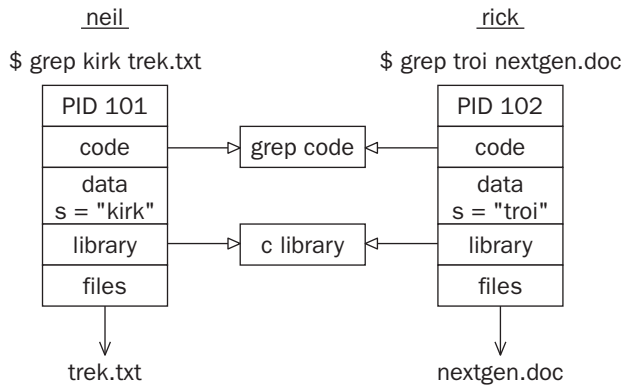 neil
$ grep kirk trek.txt
PID 101
code
data
s = "kirk"
library
files
trek.txt
grep code
c library
rick
$ grep troi nextgen.doc
PID 102
code
data
s = "troi"
library
files
nextgen.doc